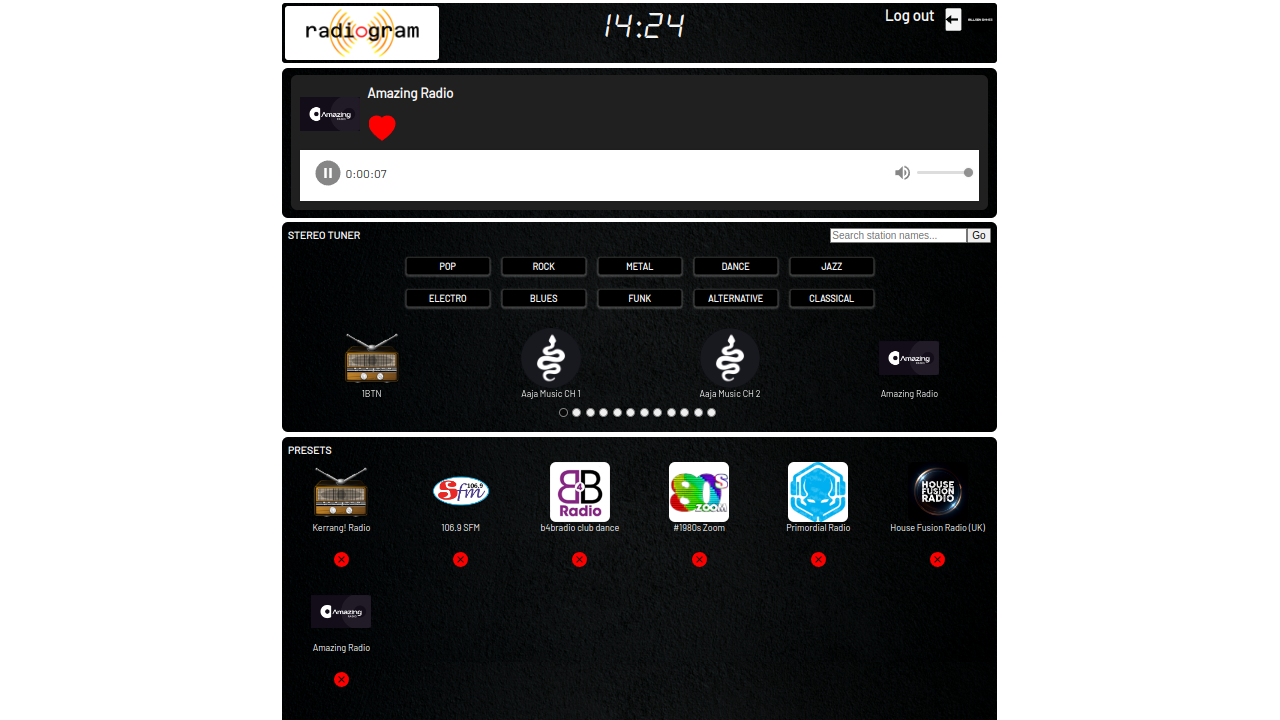 radiogram
14:24
Log out
Amazing Radio
Amazing
0:00:07
STEREO TUNER
Search station names...
Go
POP
ROCK
METAL
DANCE
JAZZ
ELECTRO
BLUES
FUNK
ALTERNATIVE
CLASSICAL
Amazing
1BTN
Aaja Music CH 1
Aaja Music CH 2
Amazing Radio
PRESETS
Sfm 106.9
B4B
Radio
80s
ZOOM
HOUSE
FUSION
RADIO
Kerrang! Radio
106.9 SFM
b4bradio club dance
#1980s Zoom
Primordial Radio
House Fusion Radio (UK)
Amazing
Amazing Radio